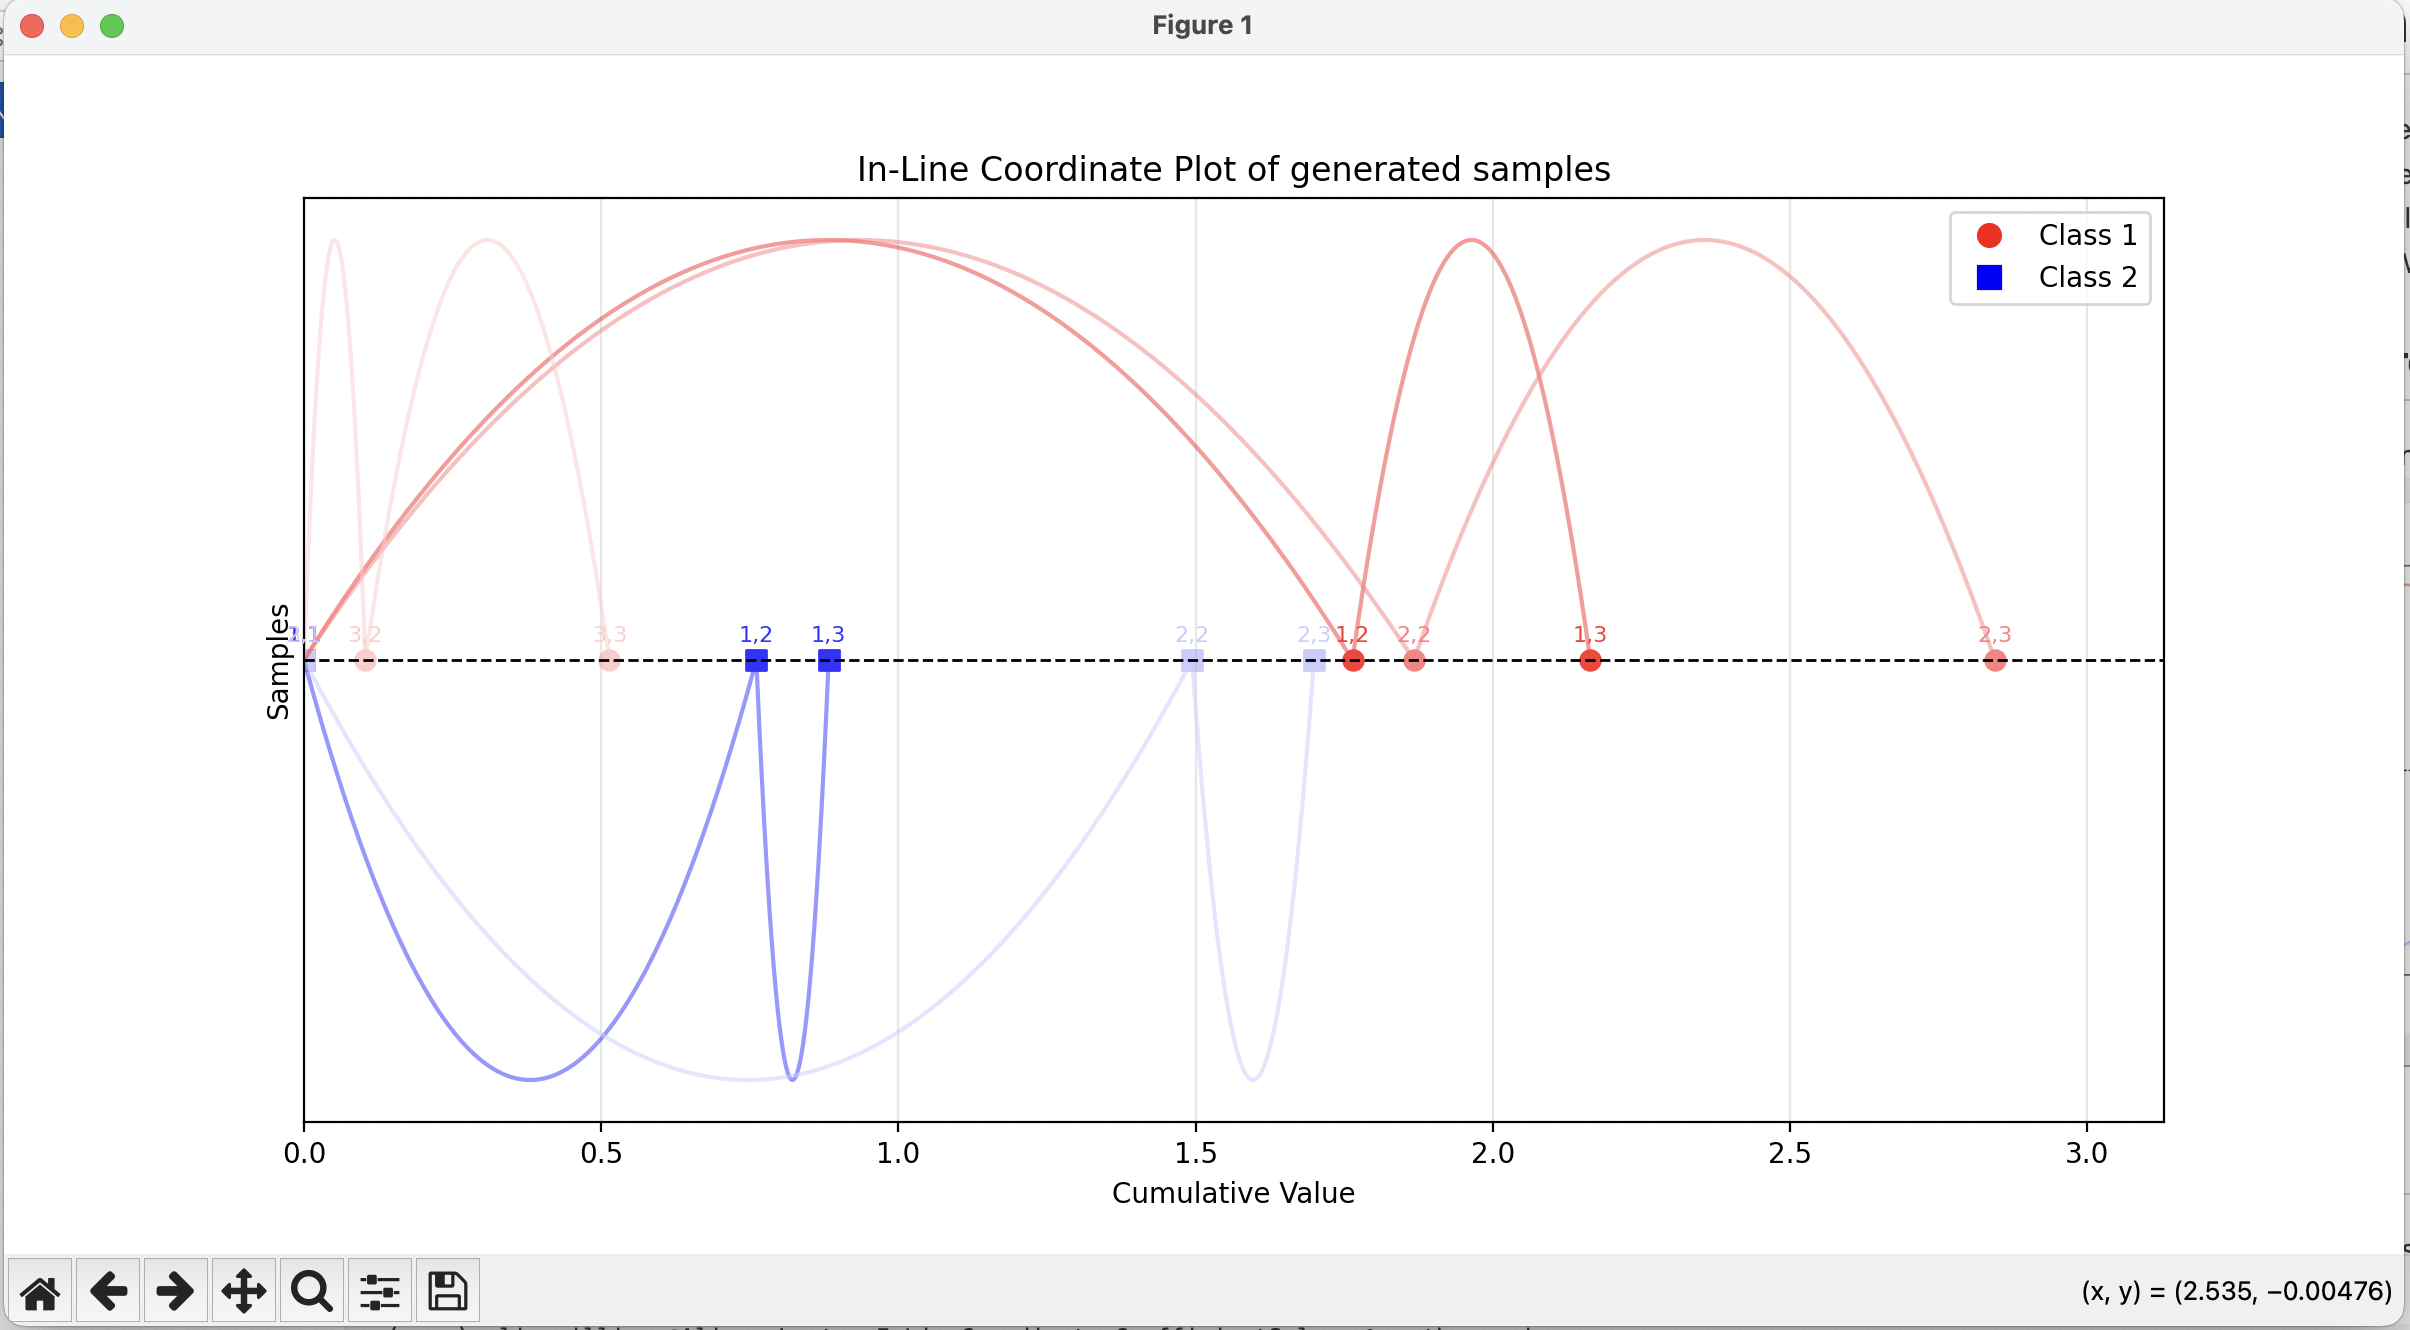 Figure 1
In-Line Coordinate Plot of generated samples
Class 1
Class 2
Samples
3,2
3,3
1,2
1,3
2,2
2,3
1,2
2,2
1,3
2,3
0.0
0.5
1.0
1.5
2.0
2.5
3.0
Cumulative Value
(x, y) = (2.535, −0.00476)